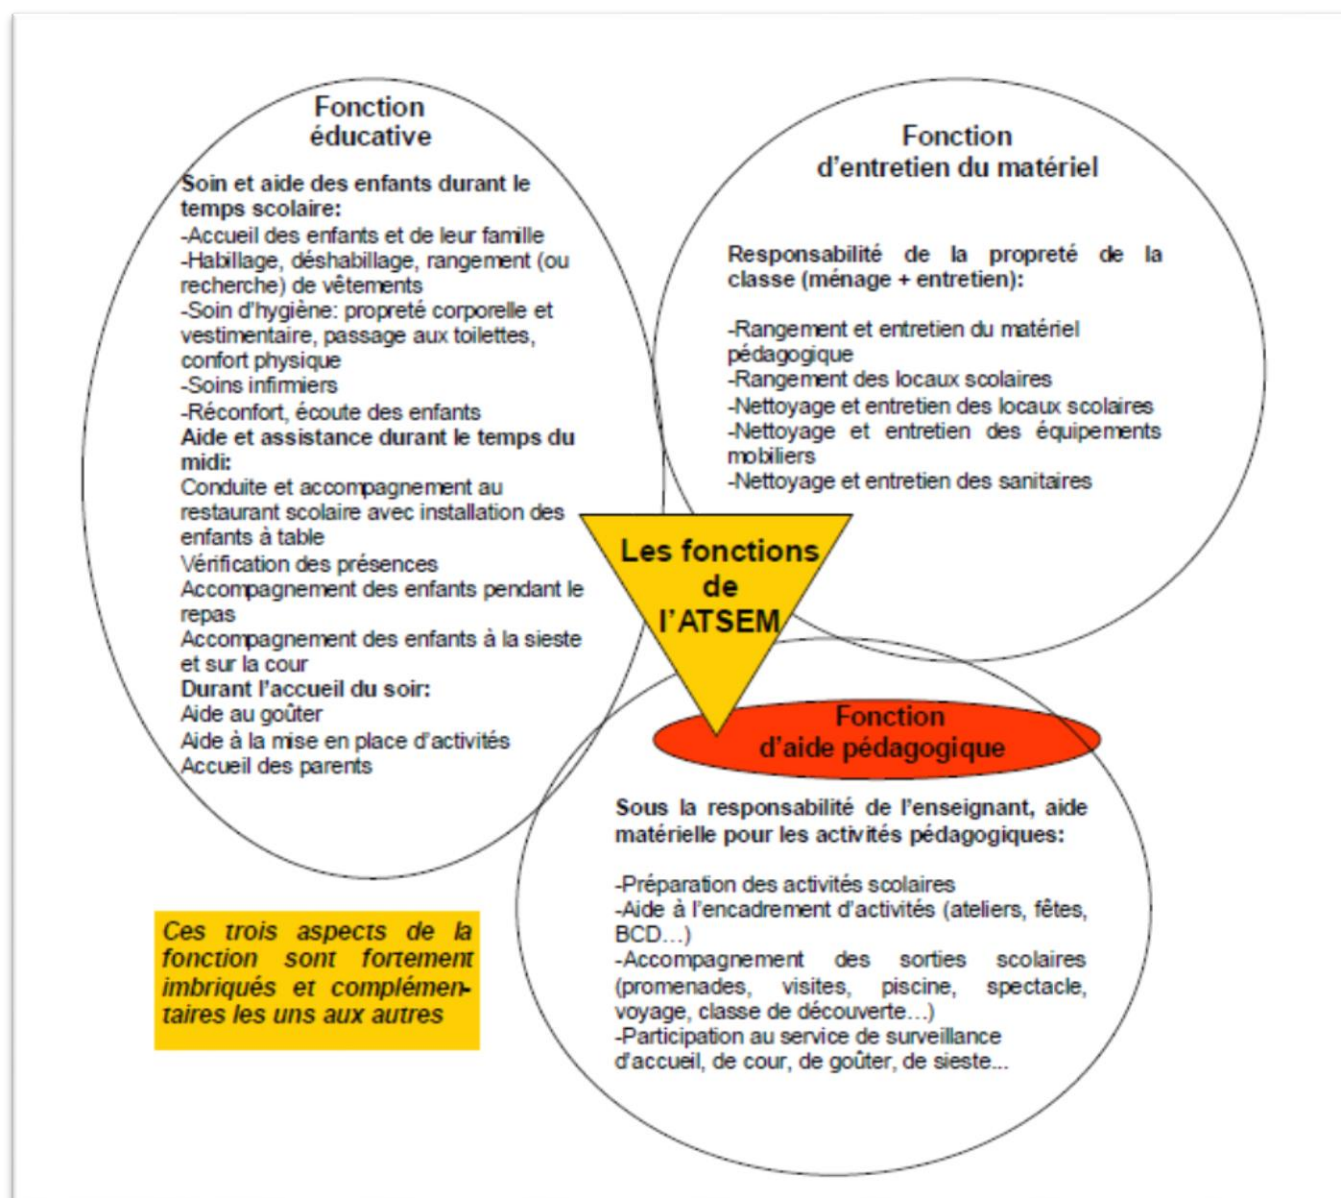 Fonction
éducative
Soin et aide des enfants durant le
temps scolaire:
-Accueil des enfants et de leur famille
-Habillage, déshabillage, rangement (ou
recherche) de vêtements
-Soin d'hygiène: propreté corporelle et
vestimentaire, passage aux toilettes,
confort physique
-Soins infirmiers
-Réconfort, écoute des enfants
Aide et assistance durant le temps du
midi:
Conduite et accompagnement au
restaurant scolaire avec installation des
enfants à table
Vérification des présences
Accompagnement des enfants pendant le
repas
Accompagnement des enfants à la sieste
et sur la cour
Durant l'accueil du soir:
Aide au goûter
Aide à la mise en place d'activités
Accueil des parents
Fonction
d'entretien du matériel
Responsabilité de la propreté de la
classe (ménage + entretien):
-Rangement et entretien du matériel
pédagogique
-Rangement des locaux scolaires
-Nettoyage et entretien des locaux scolaires
-Nettoyage et entretien des équipements
mobiliers
-Nettoyage et entretien des sanitaires
Les fonctions
de
l'ATSEM
Fonction
d'aide pédagogique
Sous la responsabilité de l'enseignant, aide
matérielle pour les activités pédagogiques:
-Préparation des activités scolaires
-Aide à l'encadrement d'activités (ateliers, fêtes,
BCD...)
-Accompagnement des sorties scolaires
(promenades, visites, piscine, spectacle,
voyage, classe de découverte...)
-Participation au service de surveillance
d'accueil, de cour, de goûter, de sieste...
Ces trois aspects de la
fonction sont fortement
imbriqués et complémen-
taires les uns aux autres